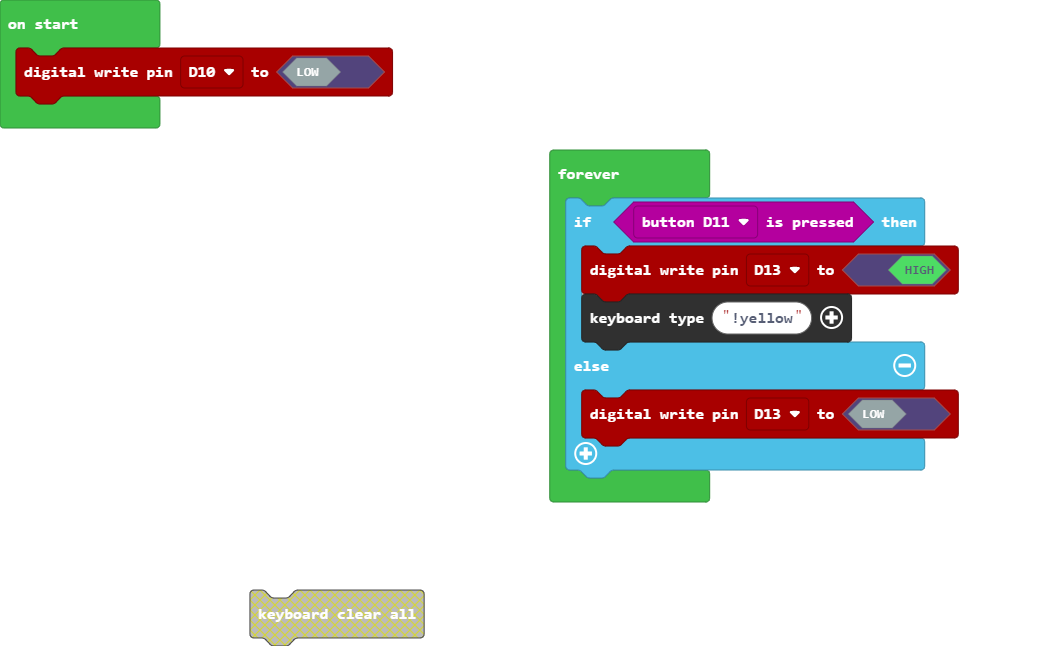 on start
digital write pin D10 to LOW
forever
if button D11 is pressed then
digital write pin D13 to HIGH
keyboard type "!yellow"
else
digital write pin D13 to LOW
keyboard clear all